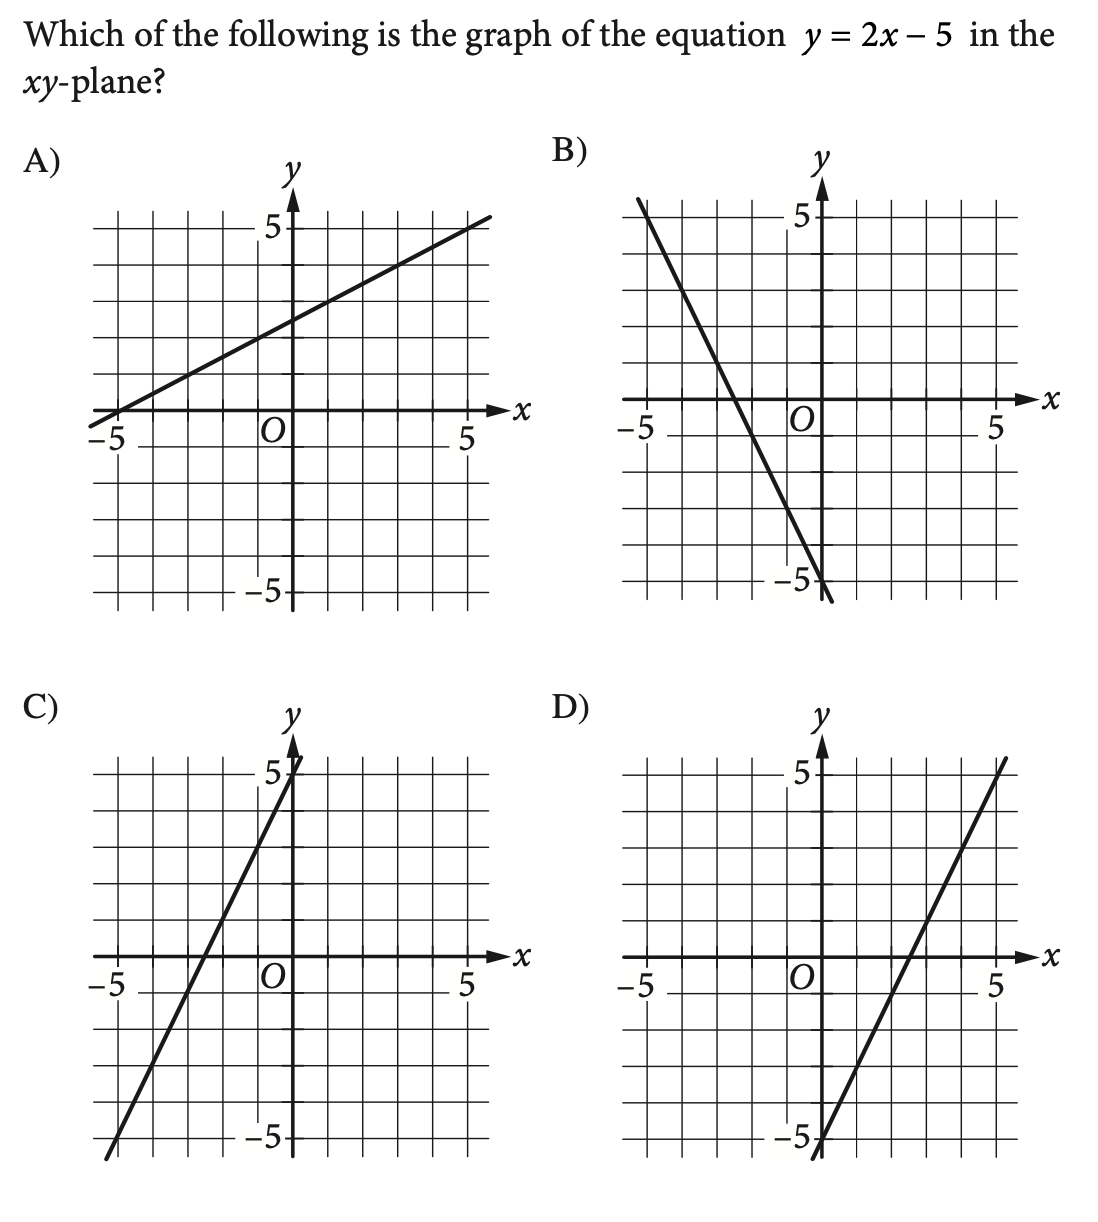 Which of the following is the graph of the equation y = 2x – 5 in the
xy-plane?
A)
y
5
x
–5
O
5
–5
B)
y
5
x
–5
O
5
–5
C)
y
5
x
–5
O
5
–5
D)
y
5
x
–5
O
5
–5